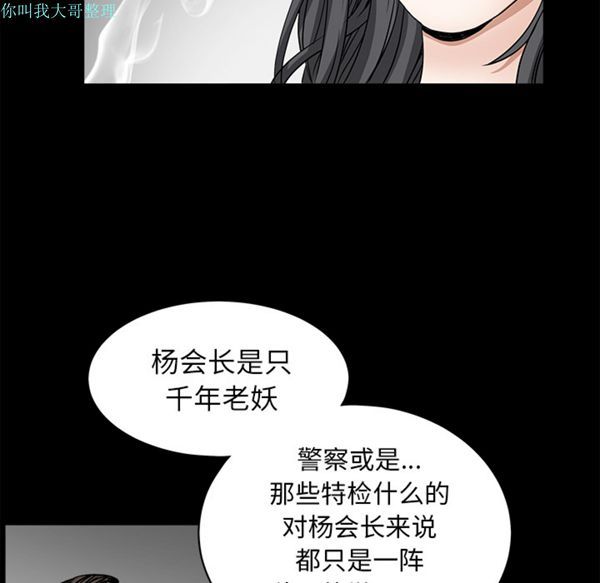 你叫我大哥整理
杨会长是只
千年老妖
警察或是...
那些特检什么的
对杨会长来说
都只是一阵